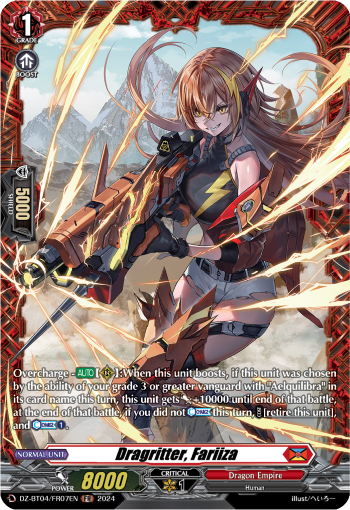 1
GRADE
BOOST
5000
SHIELD
Overcharge - AUTO【R】:When this unit boosts, if this unit was chosen
by the ability of your grade 3 or greater vanguard with "Aelquilibra" in
its card name this turn, this unit gets +10000 until end of that battle,
at the end of that battle, if you did not this turn, [retire this unit],
and 1.
NORMAL UNIT
Dragritter, Fariiza
POWER 8000
CRITICAL
1
Dragon Empire
Human
DZ-BT04/FR07EN FR 2024
illust/へいろー